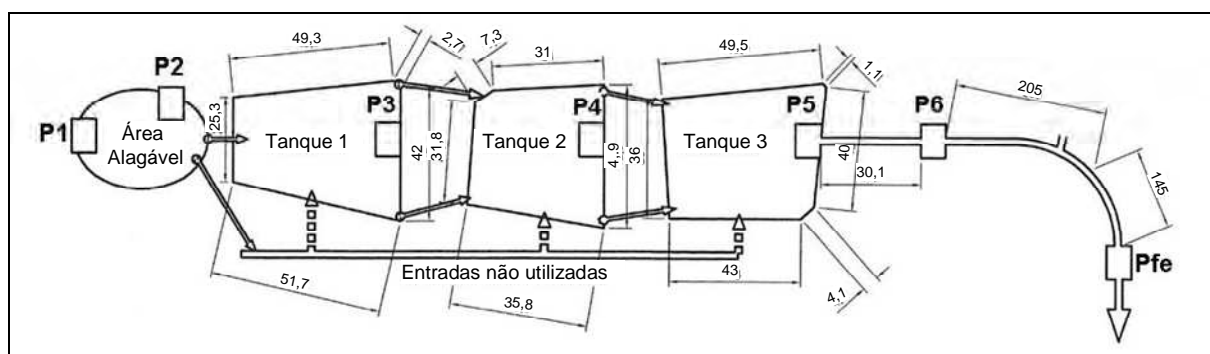 49,3
2,7
7,3
31
49,5
1,1
205
P2
P1
Área
Alagável
25,3
Tanque 1
P3
42
31,8
Tanque 2
P4
4,,9
36
Tanque 3
P5
P6
40
30,1
145
Entradas não utilizadas
51,7
35,8
43
4,1
Pfe